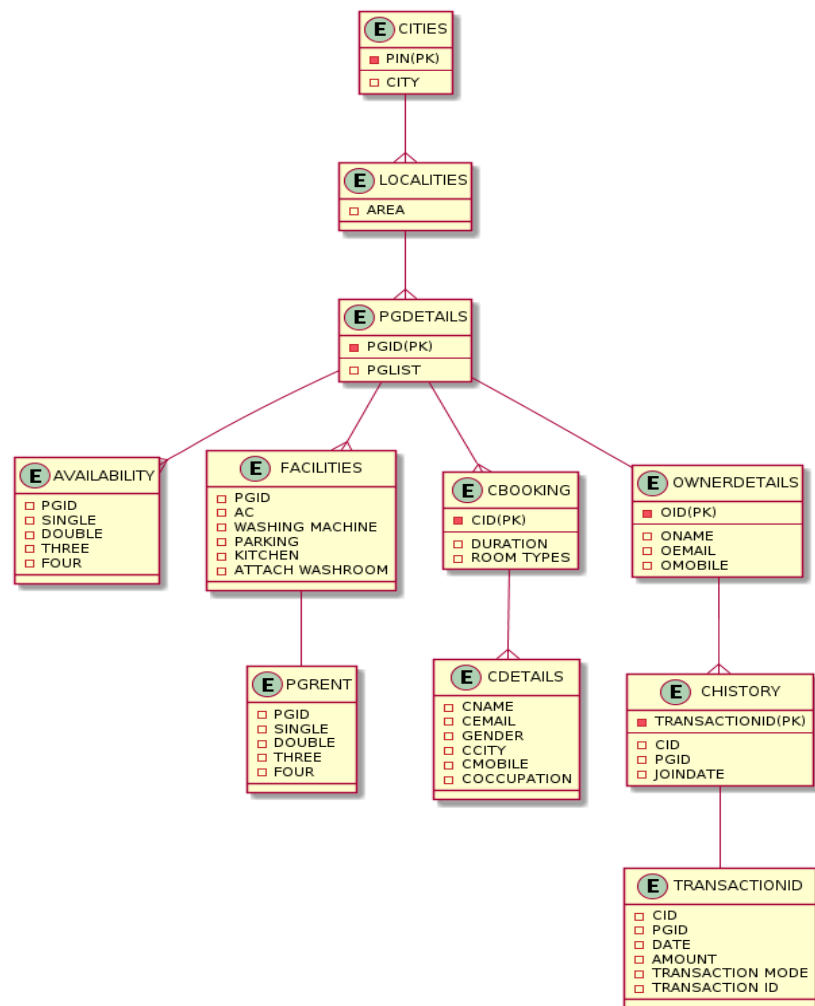 E CITIES
PIN(PK)
CITY
E LOCALITIES
AREA
E PGDETAILS
PGID(PK)
PGLIST
E AVAILABILITY
PGID
SINGLE
DOUBLE
THREE
FOUR
E FACILITIES
PGID
AC
WASHING MACHINE
PARKING
KITCHEN
ATTACH WASHROOM
E CBOOKING
CID(PK)
DURATION
ROOM TYPES
E OWNERDETAILS
OID(PK)
ONAME
OEMAIL
OMOBILE
E PGRENT
PGID
SINGLE
DOUBLE
THREE
FOUR
E CDETAILS
CNAME
CEMAIL
GENDER
CCITY
CMOBILE
COCCUPATION
E CHISTORY
TRANSACTIONID(PK)
CID
PGID
JOINDATE
E TRANSACTIONID
CID
PGID
DATE
AMOUNT
TRANSACTION MODE
TRANSACTION ID